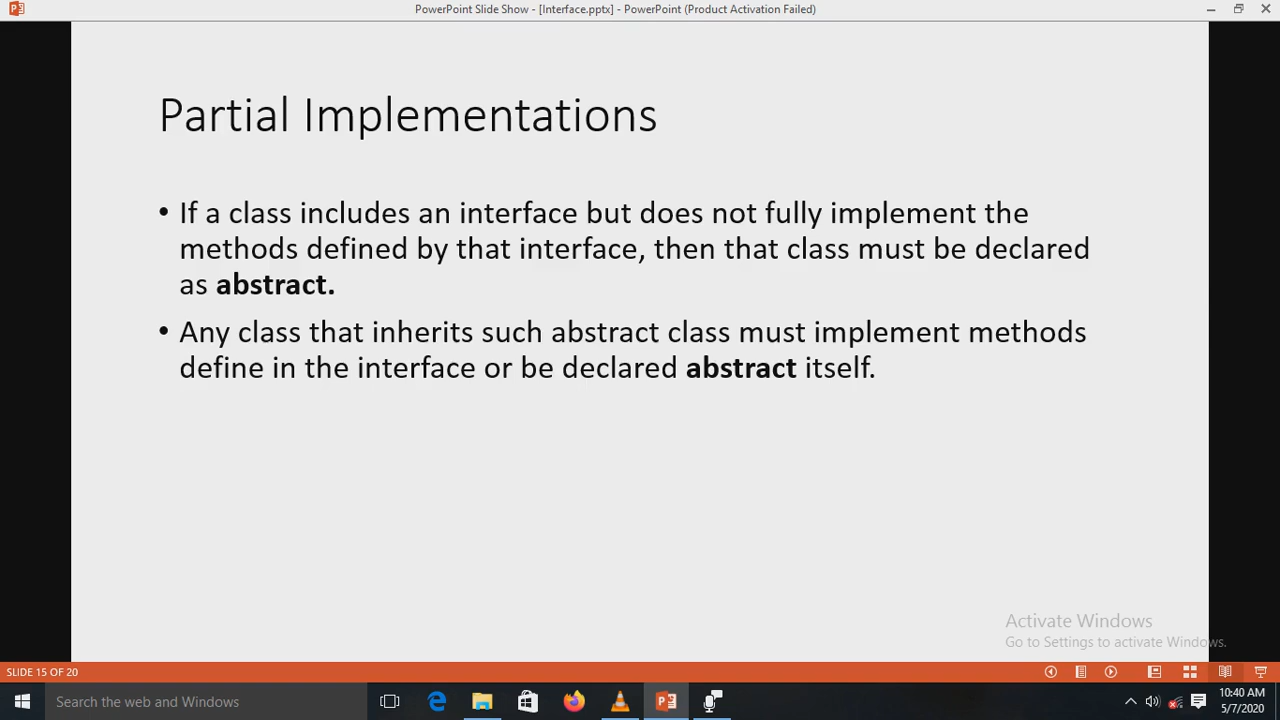 PowerPoint Slide Show - [Interface.pptx] - PowerPoint (Product Activation Failed)
Partial Implementations
• If a class includes an interface but does not fully implement the
methods defined by that interface, then that class must be declared
as abstract.
• Any class that inherits such abstract class must implement methods
define in the interface or be declared abstract itself.
Activate Windows
Go to Settings to activate Windows.
SLIDE 15 OF 20
Search the web and Windows
10:40 AM
5/7/2020